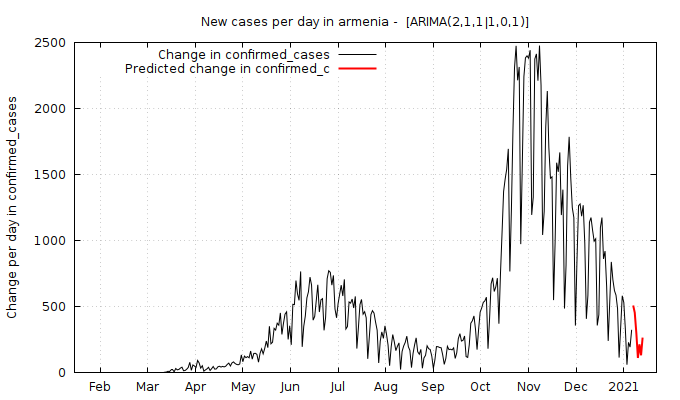 New cases per day in armenia -  [ARIMA(2,1,1|1,0,1)]
Change in confirmed_cases
Predicted change in confirmed_c
Change per day in confirmed_cases
2500
2000
1500
1000
500
0
Feb Mar Apr May Jun Jul Aug Sep Oct Nov Dec 2021